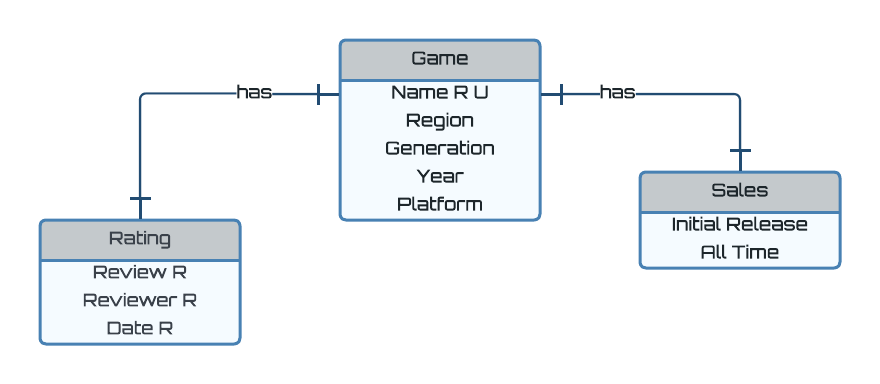 Game
has
has
Name R U
Region
Generation
Year
Platform
Sales
Initial Release
All Time
Rating
Review R
Reviewer R
Date R